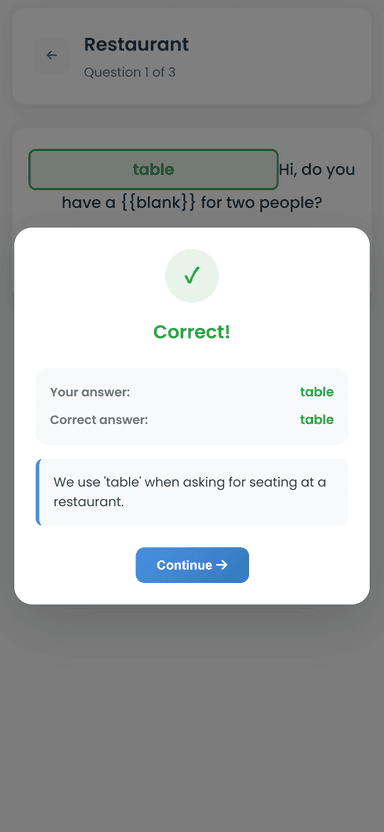 Restaurant
Question 1 of 3
table Hi, do you
have a {{blank}} for two people?
✓
Correct!
Your answer: table
Correct answer: table
We use 'table' when asking for seating at a
restaurant.
Continue →